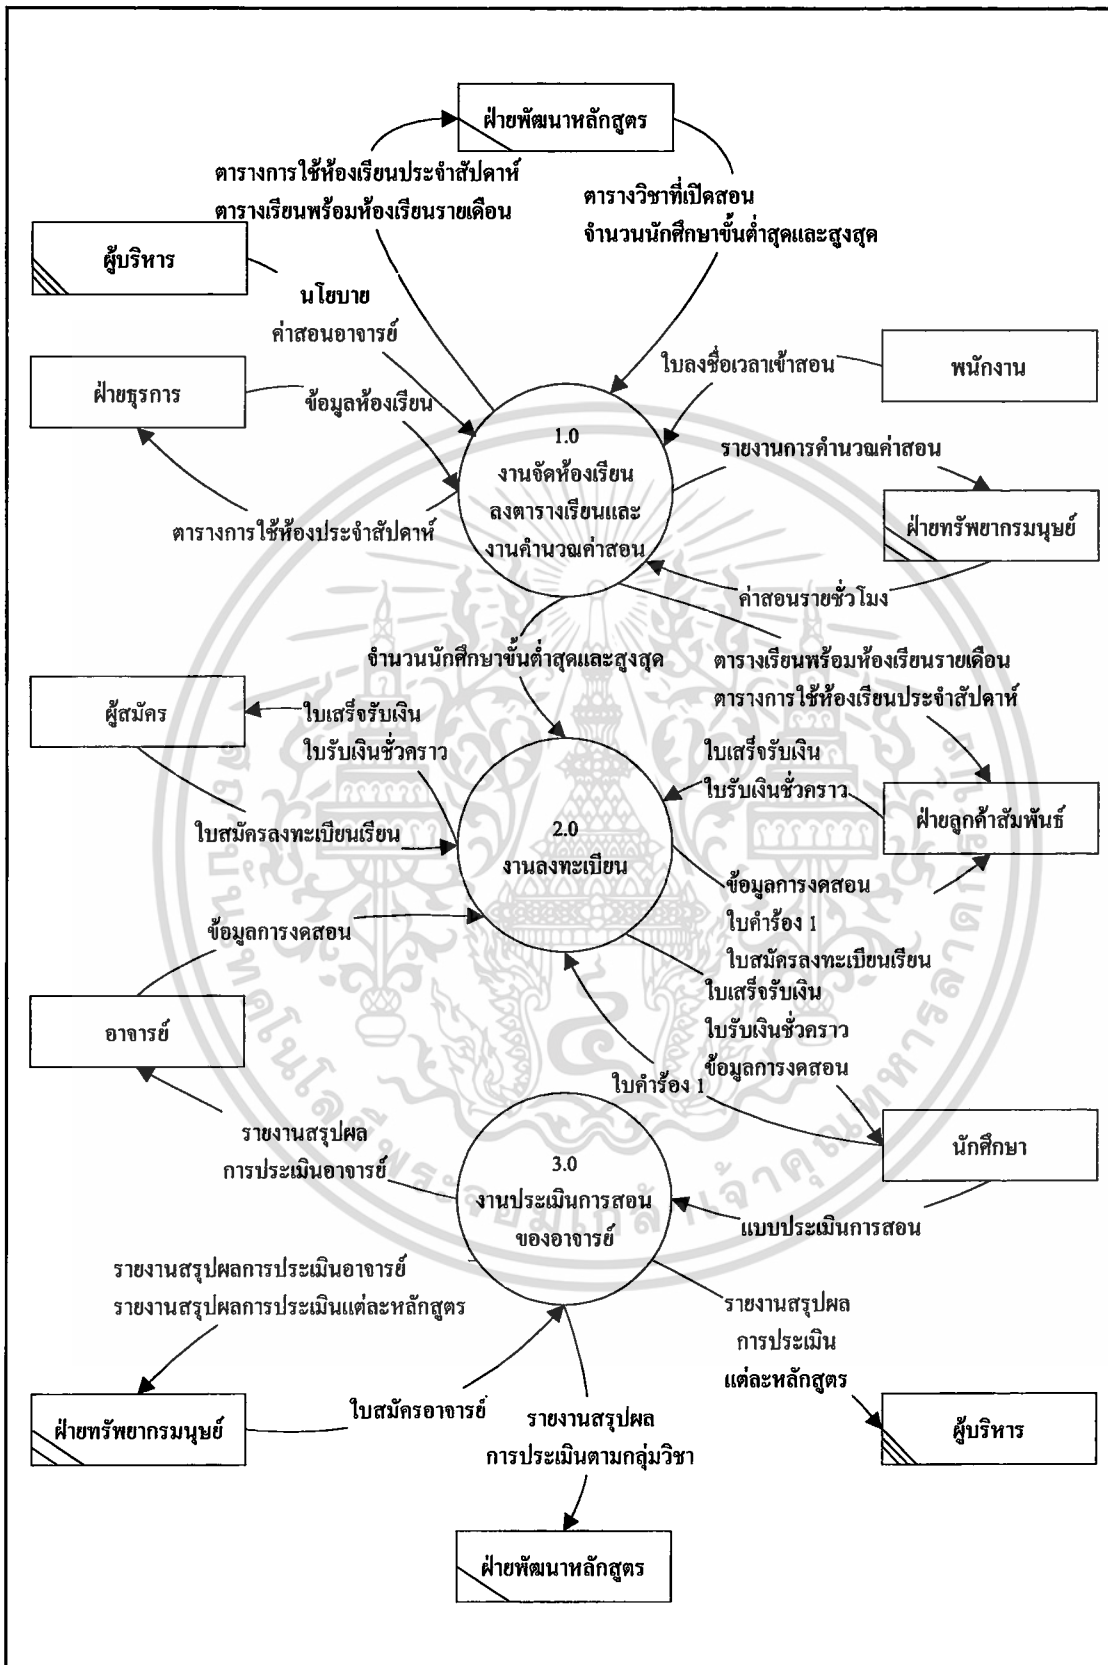 ฝ่ายพัฒนาหลักสูตร
ตารางการใช้ห้องเรียนประจำสัปดาห์
ตารางเรียนพร้อมห้องเรียนรายเดือน
ตารางวิชาที่เปิดสอน
จำนวนนักศึกษาขั้นต่ำสุดและสูงสุด
ผู้บริหาร
นโยบาย
ค่าสอนอาจารย์
ฝ่ายธุรการ
ข้อมูลห้องเรียน
ใบลงชื่อเวลาเข้าสอน
พนักงาน
1.0
งานจัดห้องเรียน
ลงตารางเรียนและ
งานคำนวณค่าสอน
รายงานการคำนวณค่าสอน
ตารางการใช้ห้องประจำสัปดาห์
ฝ่ายทรัพยากรมนุษย์
ค่าสอนรายชั่วโมง
จำนวนนักศึกษาขั้นต่ำสุดและสูงสุด
ตารางเรียนพร้อมห้องเรียนรายเดือน
ตารางการใช้ห้องเรียนประจำสัปดาห์
ผู้สมัคร
ใบเสร็จรับเงิน
ใบรับเงินชั่วคราว
ใบเสร็จรับเงิน
ใบรับเงินชั่วคราว
ฝ่ายลูกค้าสัมพันธ์
ใบสมัครลงทะเบียนเรียน
2.0
งานลงทะเบียน
ข้อมูลการงดสอน
ใบคำร้อง 1
ใบสมัครลงทะเบียนเรียน
ข้อมูลการงดสอน
ใบเสร็จรับเงิน
ใบรับเงินชั่วคราว
ข้อมูลการงดสอน
อาจารย์
ใบคำร้อง 1
นักศึกษา
รายงานสรุปผล
การประเมินอาจารย์
3.0
งานประเมินการสอน
ของอาจารย์
แบบประเมินการสอน
รายงานสรุปผลการประเมินอาจารย์
รายงานสรุปผลการประเมินแต่ละหลักสูตร
รายงานสรุปผล
การประเมิน
แต่ละหลักสูตร
ฝ่ายทรัพยากรมนุษย์
ใบสมัครอาจารย์
รายงานสรุปผล
การประเมินตามกลุ่มวิชา
ผู้บริหาร
ฝ่ายพัฒนาหลักสูตร
สถาบันเทคโนโลยีพระจอมเกล้าเจ้าคุณทหารลาดกระบัง